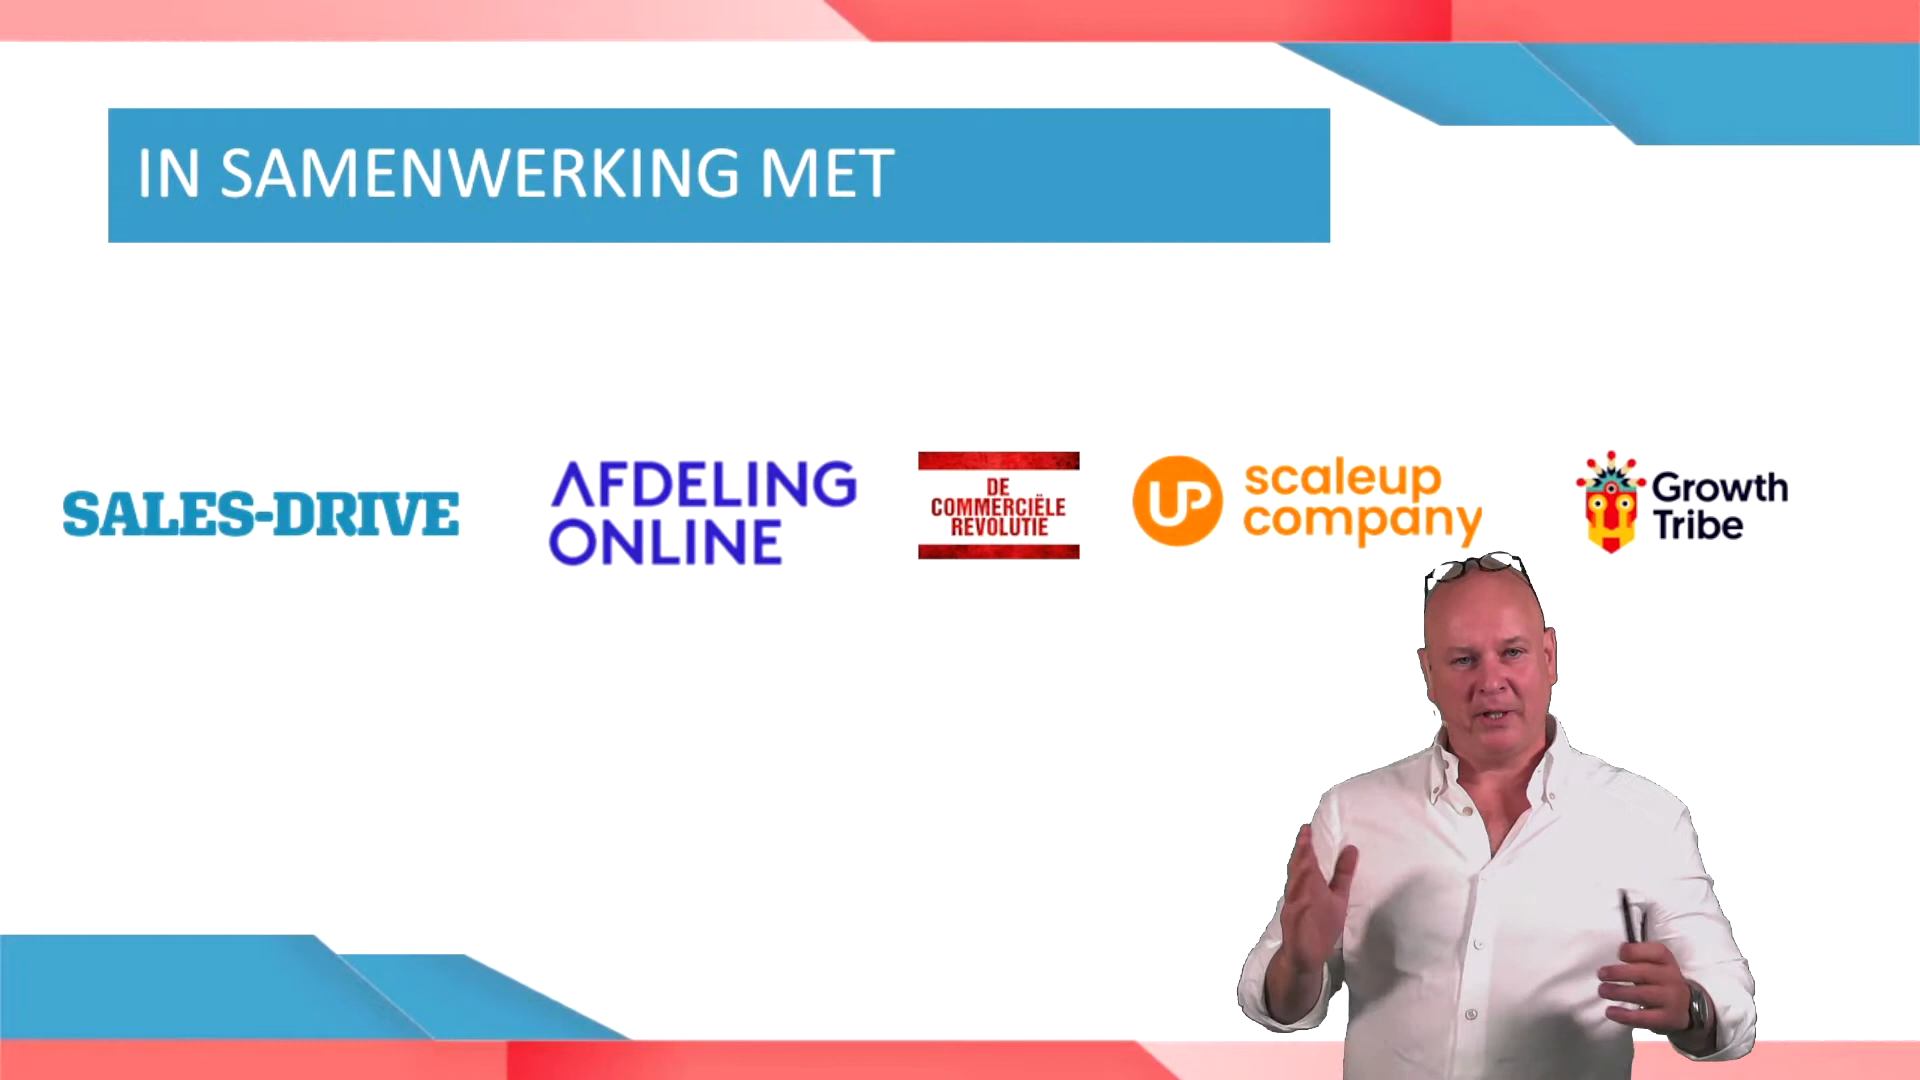 IN SAMENWERKING MET
SALES-DRIVE
AFDELING
ONLINE
DE
COMMERCIËLE
REVOLUTIE
UP
scaleup
company
Growth
Tribe